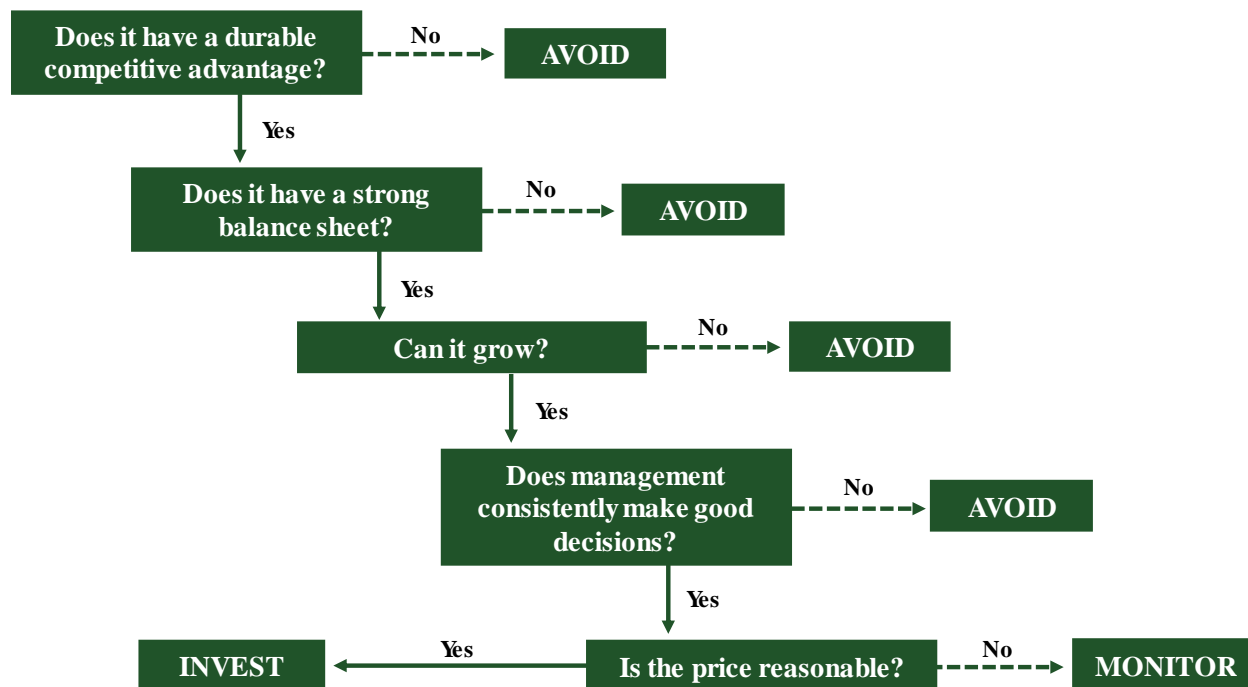 Does it have a durable
competitive advantage?
No
AVOID
Yes
Does it have a strong
balance sheet?
No
AVOID
Yes
Can it grow?
No
AVOID
Yes
Does management
consistently make good
decisions?
No
AVOID
Yes
INVEST
Yes
Is the price reasonable?
No
MONITOR